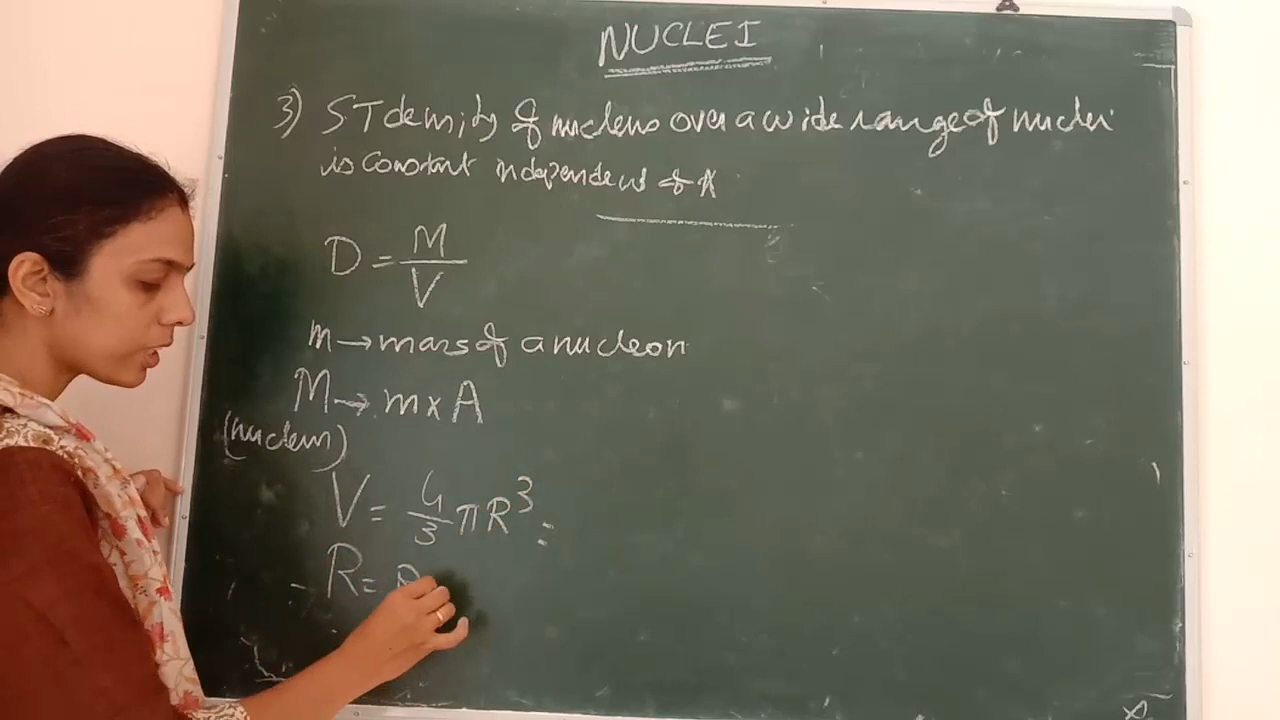 NUCLEI
3) ST density of nucleus over a wide range of nuclei
is constant independent of A
D = M/V
m → mass of a nucleon
M → m x A
(nucleus)
V = 4/3 πR³
R = R